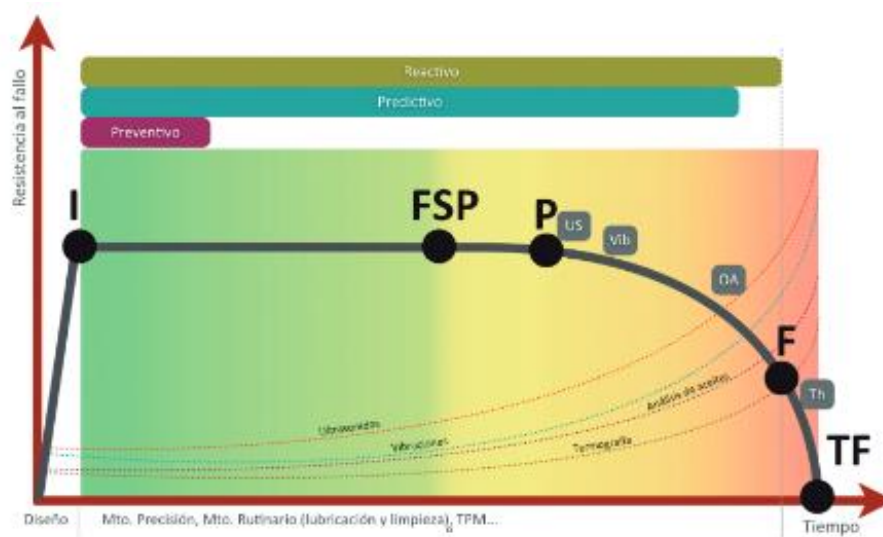 Resistencia al fallo
Reactivo
Predictivo
Preventivo
I
FSP
P
US
Vib
OA
F
Th
TF
Ultrasonidos
Vibraciones
Análisis de aceites
Termografía
Diseño
Mto. Precisión, Mto. Rutinario (lubricación y limpieza), TPM...
Tiempo